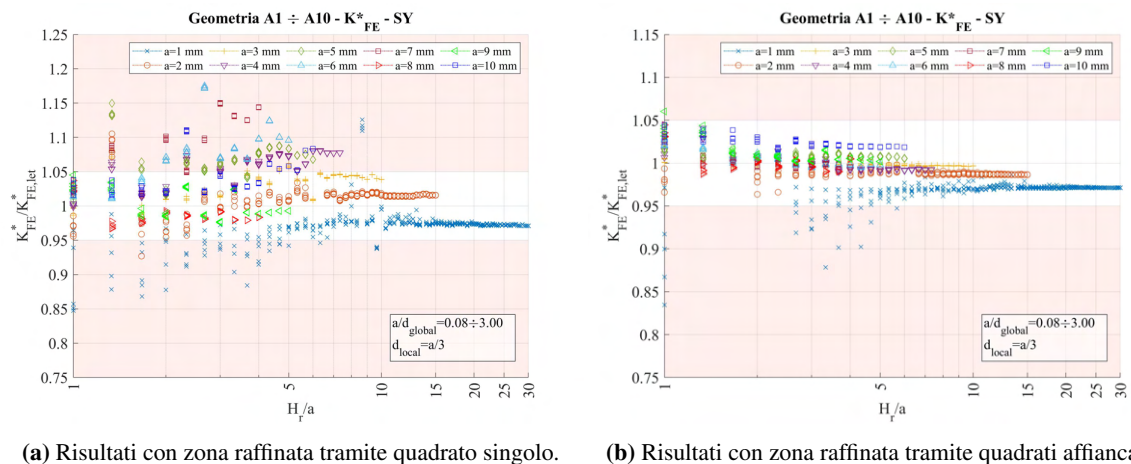 Geometria A1 ÷ A10 - K*FE - SY
1.25
1.2
1.15
1.1
1.05
1
0.95
0.9
0.85
0.8
0.75
K*FE/K*FE,let
a=1 mm a=3 mm a=5 mm a=7 mm a=9 mm
a=2 mm a=4 mm a=6 mm a=8 mm a=10 mm
a/dglobal=0.08÷3.00
dlocal=a/3
1 5 10 15 20 25 30
Hr/a
(a) Risultati con zona raffinata tramite quadrato singolo.
Geometria A1 ÷ A10 - K*FE - SY
1.15
1.1
1.05
1
0.95
0.9
0.85
0.8
0.75
K*FE/K*FE,let
a=1 mm a=3 mm a=5 mm a=7 mm a=9 mm
a=2 mm a=4 mm a=6 mm a=8 mm a=10 mm
a/dglobal=0.08÷3.00
dlocal=a/3
1 5 10 15 20 25 30
Hr/a
(b) Risultati con zona raffinata tramite quadrati